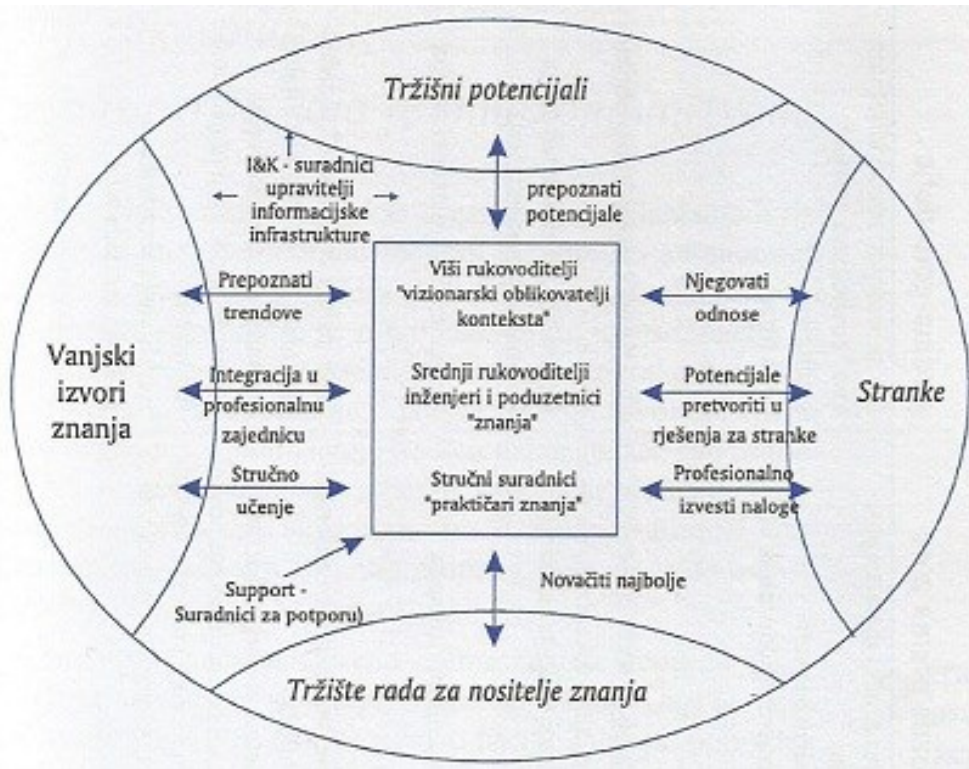 Tržišni potencijali
I&K - suradnici
upravitelji
informacijske
infrastrukture
prepoznati
potencijale
Vanjski
izvori
znanja
Prepoznati
trendove
Integracija u
profesionalnu
zajednicu
Stručno
učenje
Viši rukovoditelji
"vizionarski oblikovatelji
konteksta"
Srednji rukovoditelji
inženjeri i poduzetnici
"znanja"
Stručni suradnici
"praktičari znanja"
Njegovati
odnose
Potencijale
pretvoriti u
rješenja za stranke
Profesionalno
izvesti naloge
Stranke
Support -
Suradnici za potporu)
Novačiti najbolje
Tržište rada za nositelje znanja